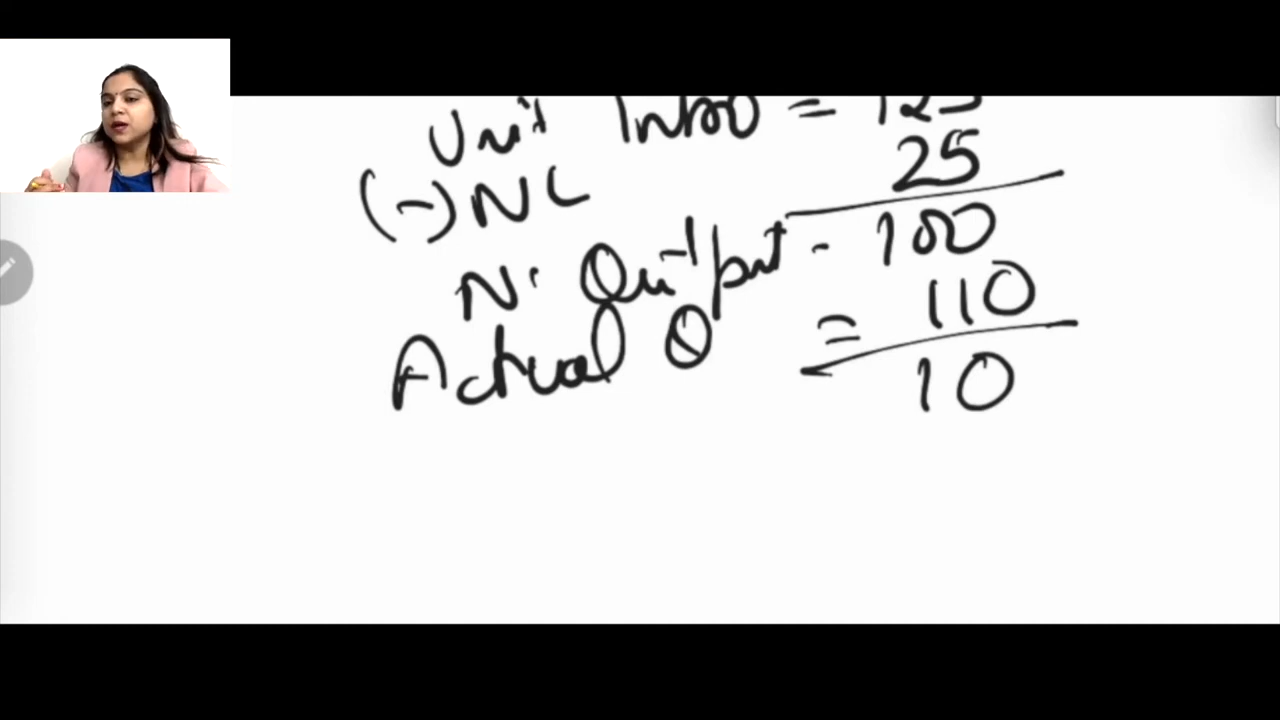 Unit Intro = 125
(-) NL 25
N. Output - 100
Actual O = 110
10